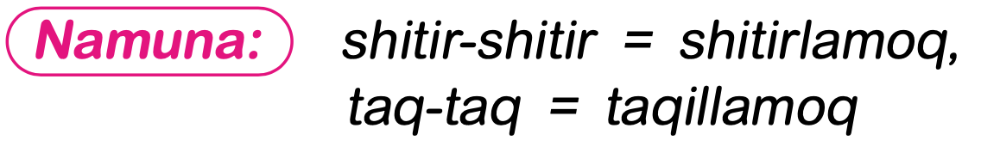 Namuna: shitir-shitir = shitirlamoq,
taq-taq = taqillamoq